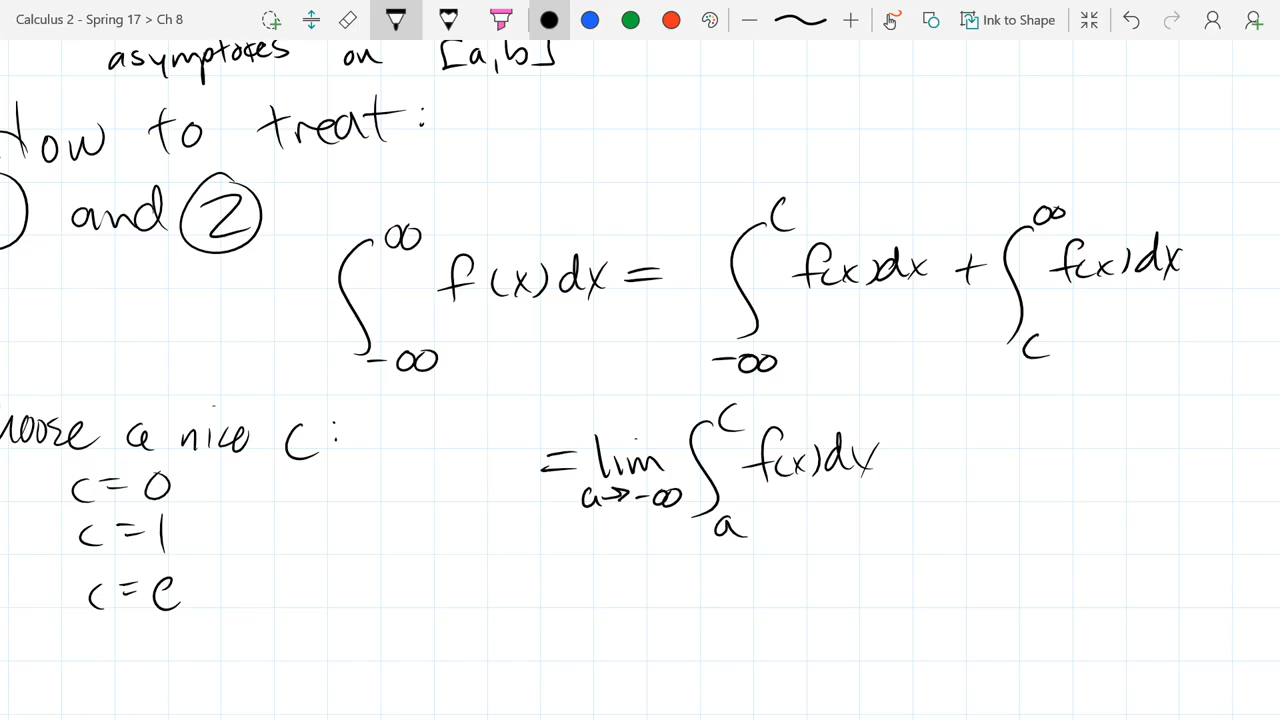 Calculus 2 - Spring 17 > Ch 8
Ink to Shape
asymptotes on [a,b]
How to treat:
and ②
∫_{-∞}^{∞} f(x)dx = ∫_{-∞}^{c} f(x)dx + ∫_{c}^{∞} f(x)dx
choose a nice c:
= lim_{a→-∞} ∫_{a}^{c} f(x)dx
c=0
c=1
c=e